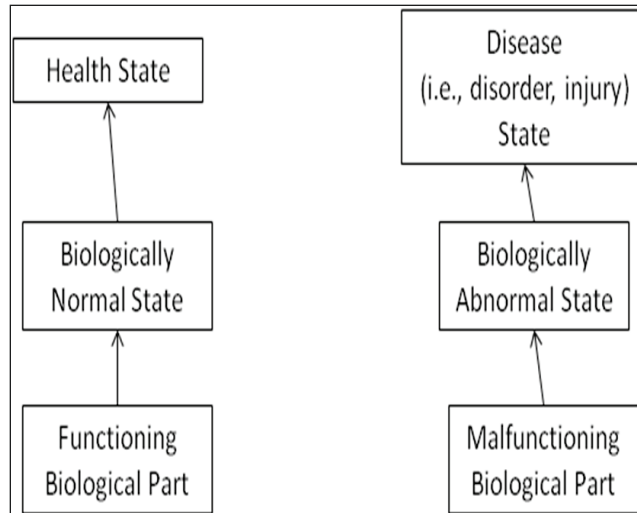 Health State
Biologically
Normal State
Functioning
Biological Part
Disease
(i.e., disorder, injury)
State
Biologically
Abnormal State
Malfunctioning
Biological Part